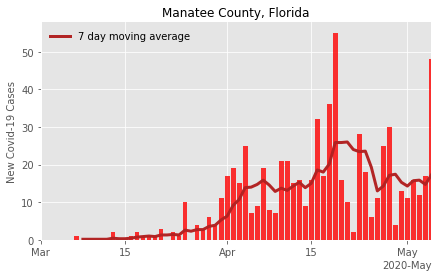 Manatee County, Florida
7 day moving average
New Covid-19 Cases
50
40
30
20
10
0
Mar 15 Apr 15 May
2020-May